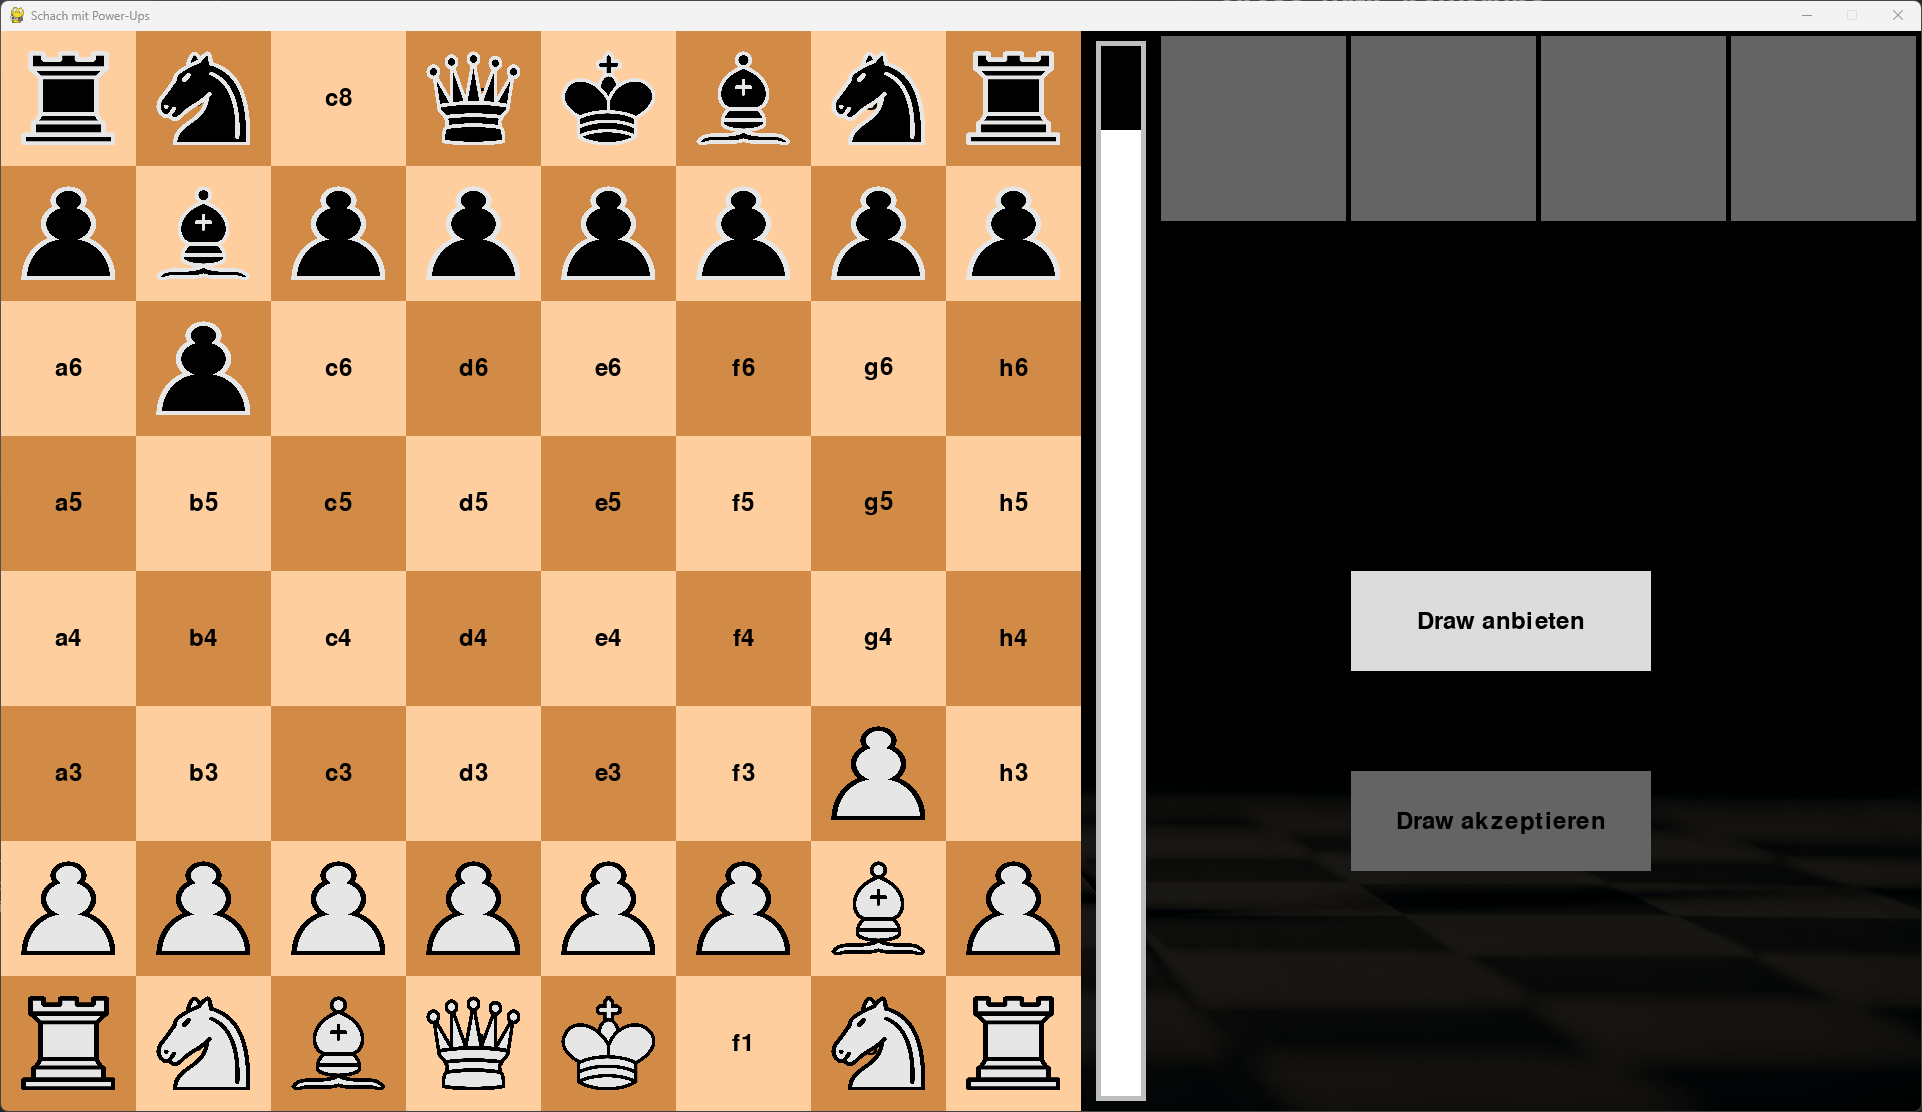 Schach mit Power-Ups
c8
a6 c6 d6 e6 f6 g6 h6
a5 b5 c5 d5 e5 f5 g5 h5
a4 b4 c4 d4 e4 f4 g4 h4
a3 b3 c3 d3 e3 f3 h3
f1
Draw anbieten
Draw akzeptieren